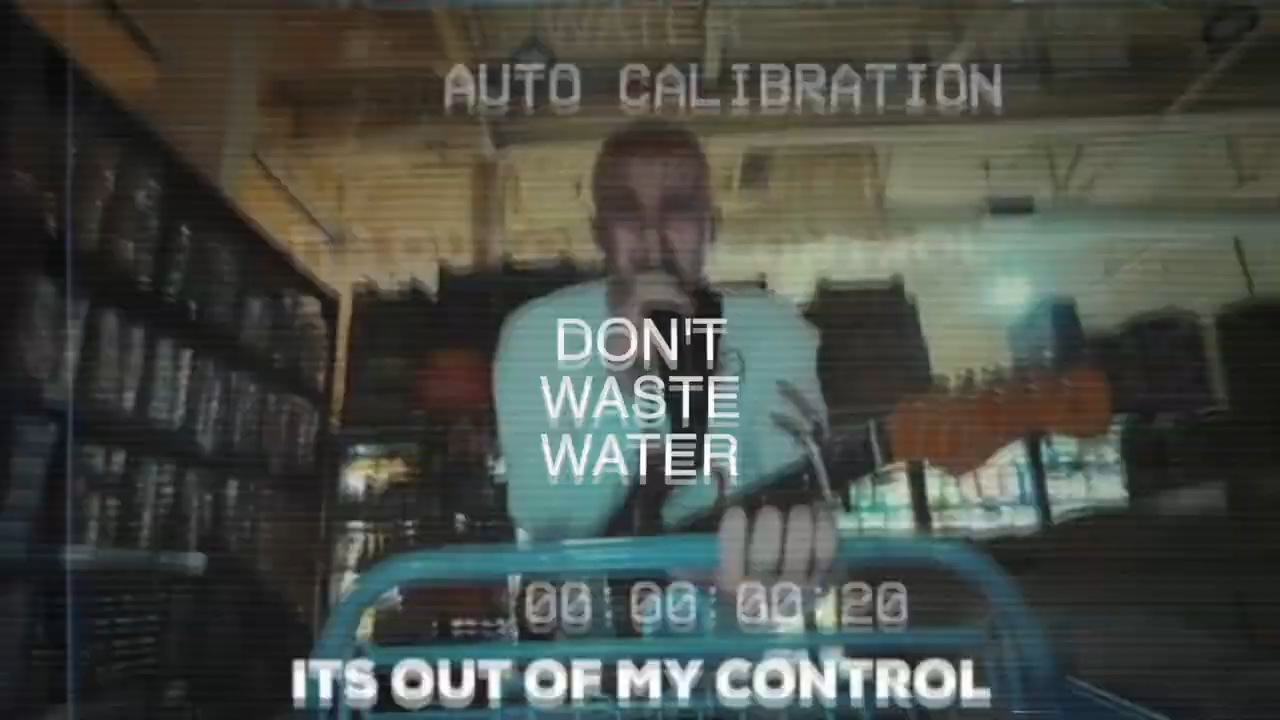 AUTO CALIBRATION
DON'T
WASTE
WATER
00:00:00:20
ITS OUT OF MY CONTROL